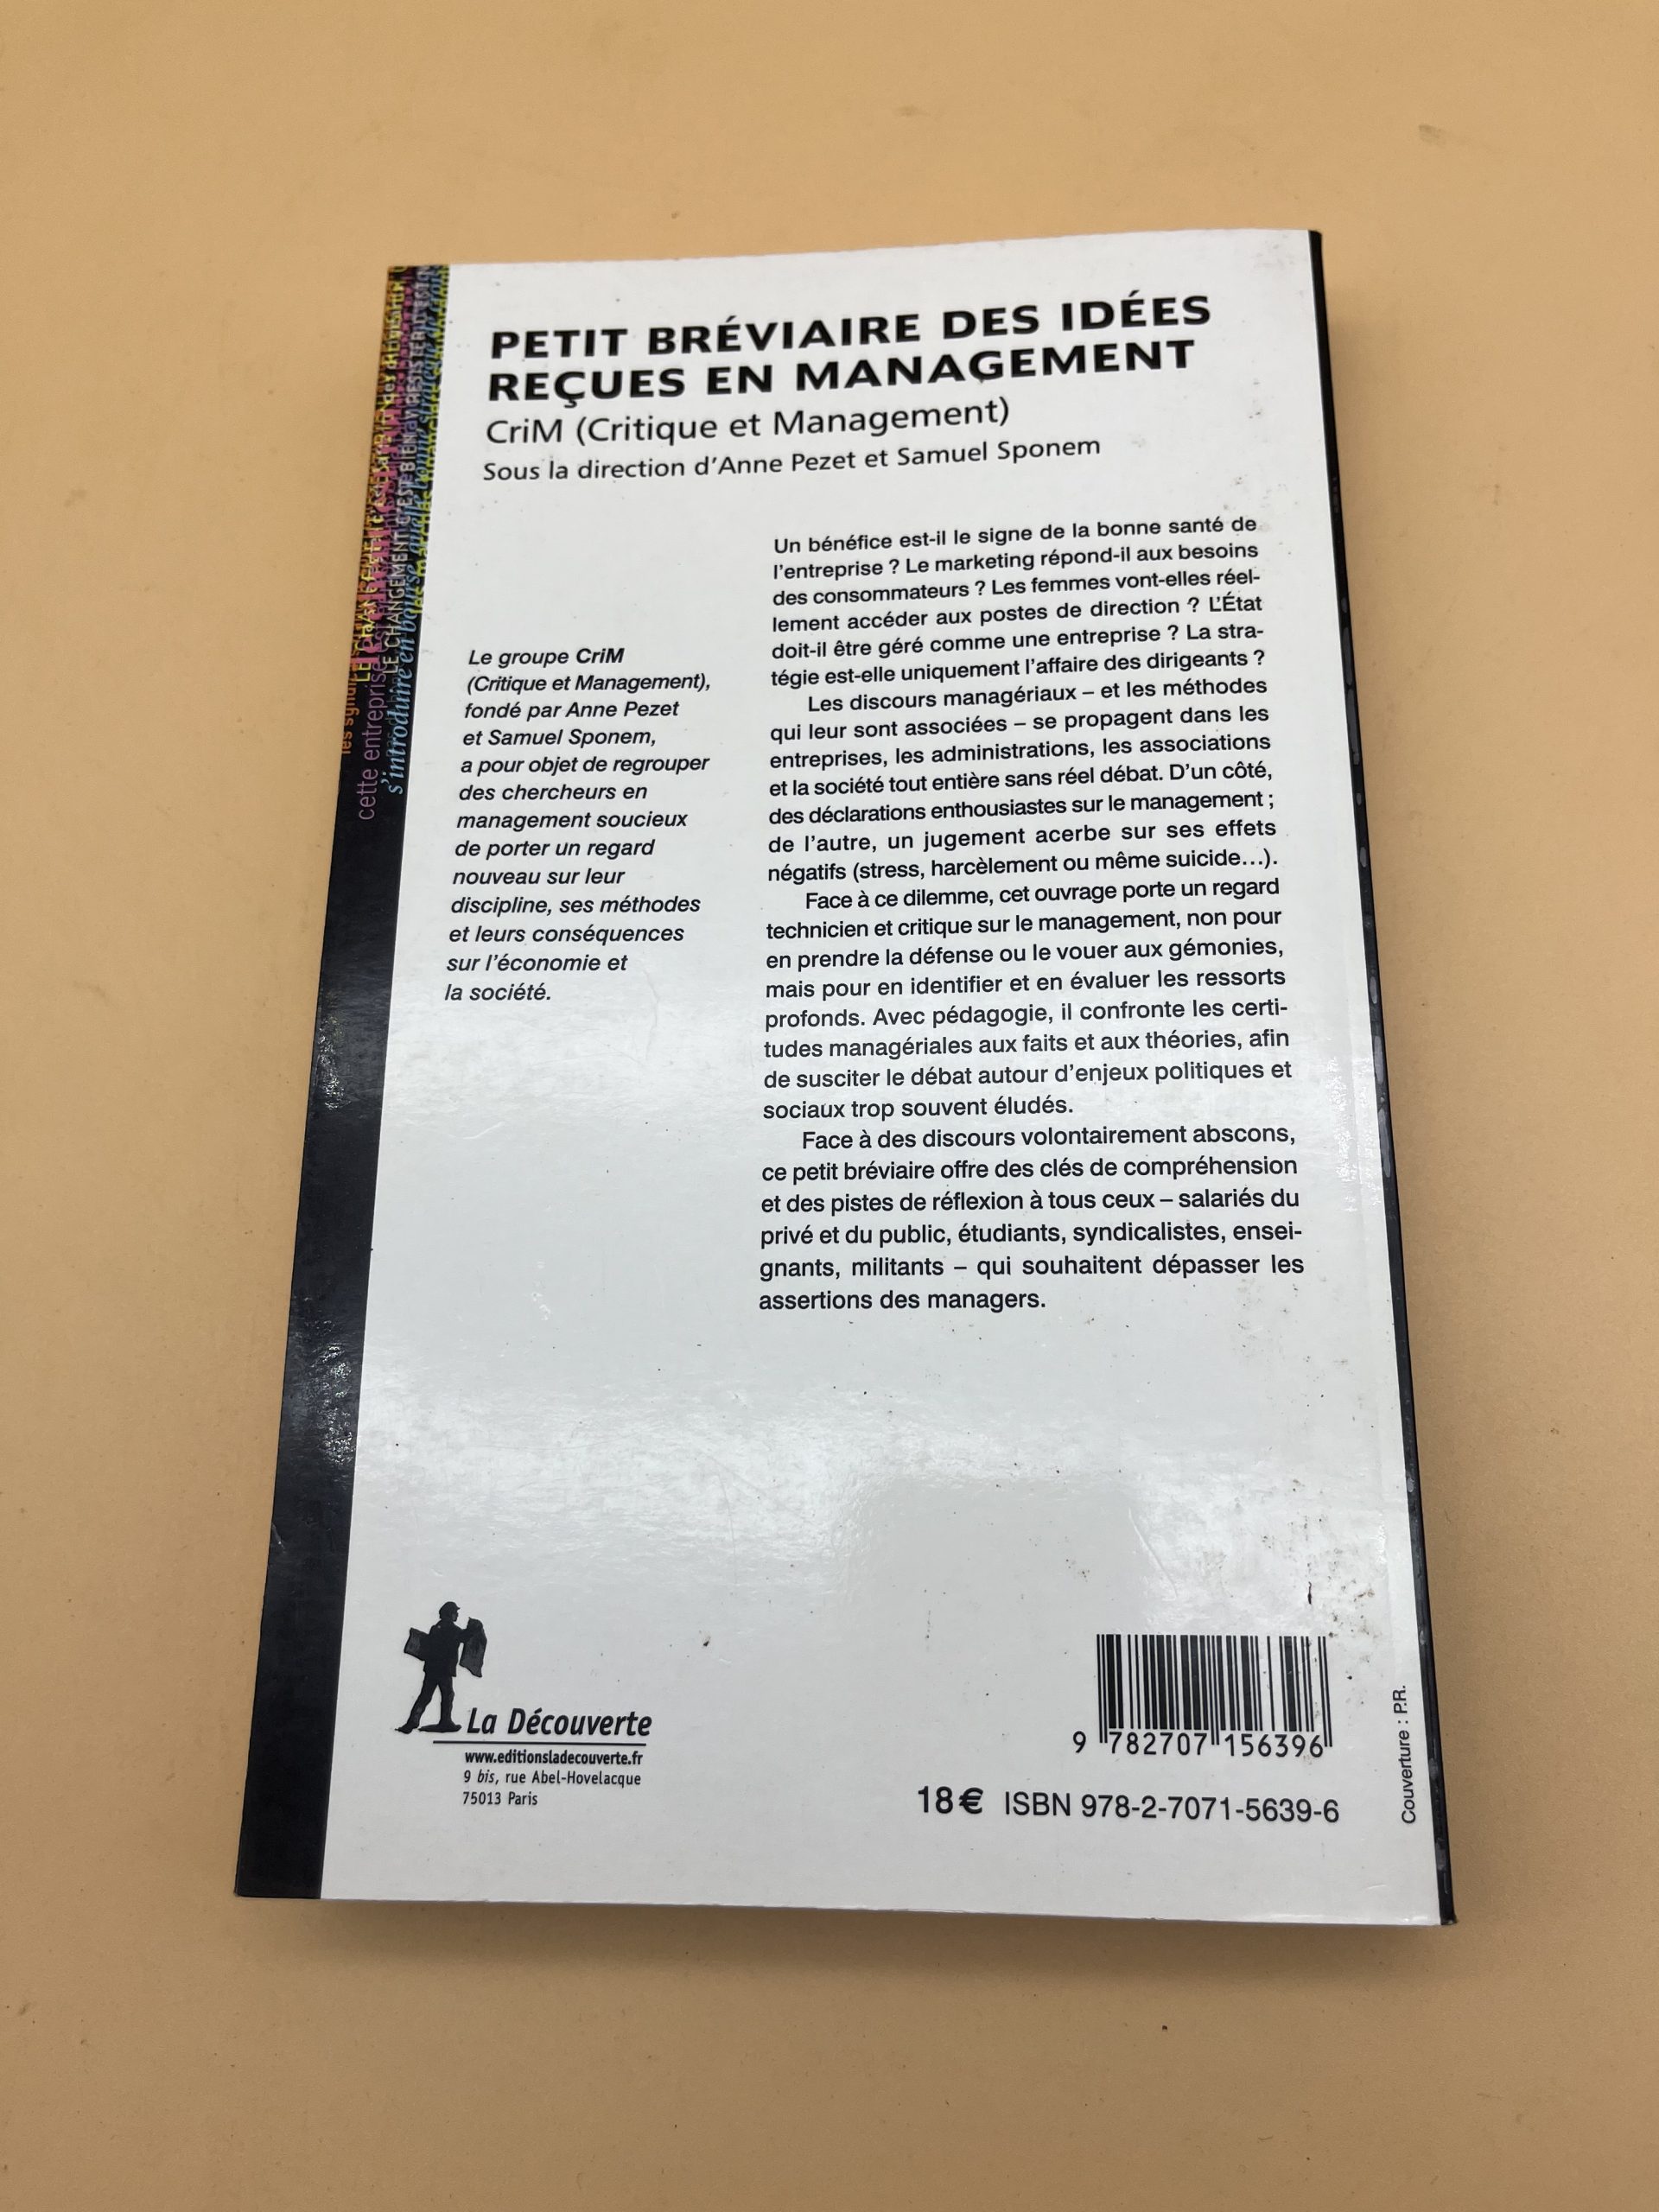 PETIT BRÉVIAIRE DES IDÉES
REÇUES EN MANAGEMENT
CriM (Critique et Management)
Sous la direction d'Anne Pezet et Samuel Sponem
Le groupe CriM
(Critique et Management),
fondé par Anne Pezet
et Samuel Sponem,
a pour objet de regrouper
des chercheurs en
management soucieux
de porter un regard
nouveau sur leur
discipline, ses méthodes
et leurs conséquences
sur l'économie et
la société.
Un bénéfice est-il le signe de la bonne santé de
l'entreprise ? Le marketing répond-il aux besoins
des consommateurs ? Les femmes vont-elles réel-
lement accéder aux postes de direction ? L'État
doit-il être géré comme une entreprise ? La stra-
tégie est-elle uniquement l'affaire des dirigeants ?
Les discours managériaux – et les méthodes
qui leur sont associées – se propagent dans les
entreprises, les administrations, les associations
et la société tout entière sans réel débat. D'un côté,
des déclarations enthousiastes sur le management ;
de l'autre, un jugement acerbe sur ses effets
négatifs (stress, harcèlement ou même suicide…).
Face à ce dilemme, cet ouvrage porte un regard
technicien et critique sur le management, non pour
en prendre la défense ou le vouer aux gémonies,
mais pour en identifier et en évaluer les ressorts
profonds. Avec pédagogie, il confronte les certi-
tudes managériales aux faits et aux théories, afin
de susciter le débat autour d'enjeux politiques et
sociaux trop souvent éludés.
Face à des discours volontairement abscons,
ce petit bréviaire offre des clés de compréhension
et des pistes de réflexion à tous ceux – salariés du
privé et du public, étudiants, syndicalistes, ensei-
gnants, militants – qui souhaitent dépasser les
assertions des managers.
cette entreprise
s'introduire en bourse
LE CHANGEMENT C'EST BIEN
La Découverte
www.editionsladecouverte.fr
9 bis, rue Abel-Hovelacque
75013 Paris
9 782707 156396
18 € ISBN 978-2-7071-5639-6
Couverture : P.R.